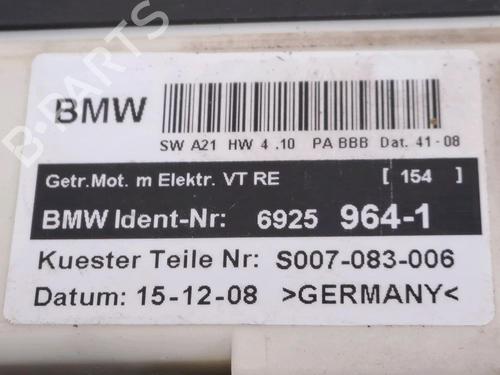 B-PARTS
BMW
SW A21 HW 4 .10 PA BBB Dat. 41-08
Getr.Mot. m Elektr. VT RE [ 154 ]
BMW Ident-Nr: 6925 964-1
Kuester Teile Nr: S007-083-006
Datum: 15-12-08 >GERMANY<